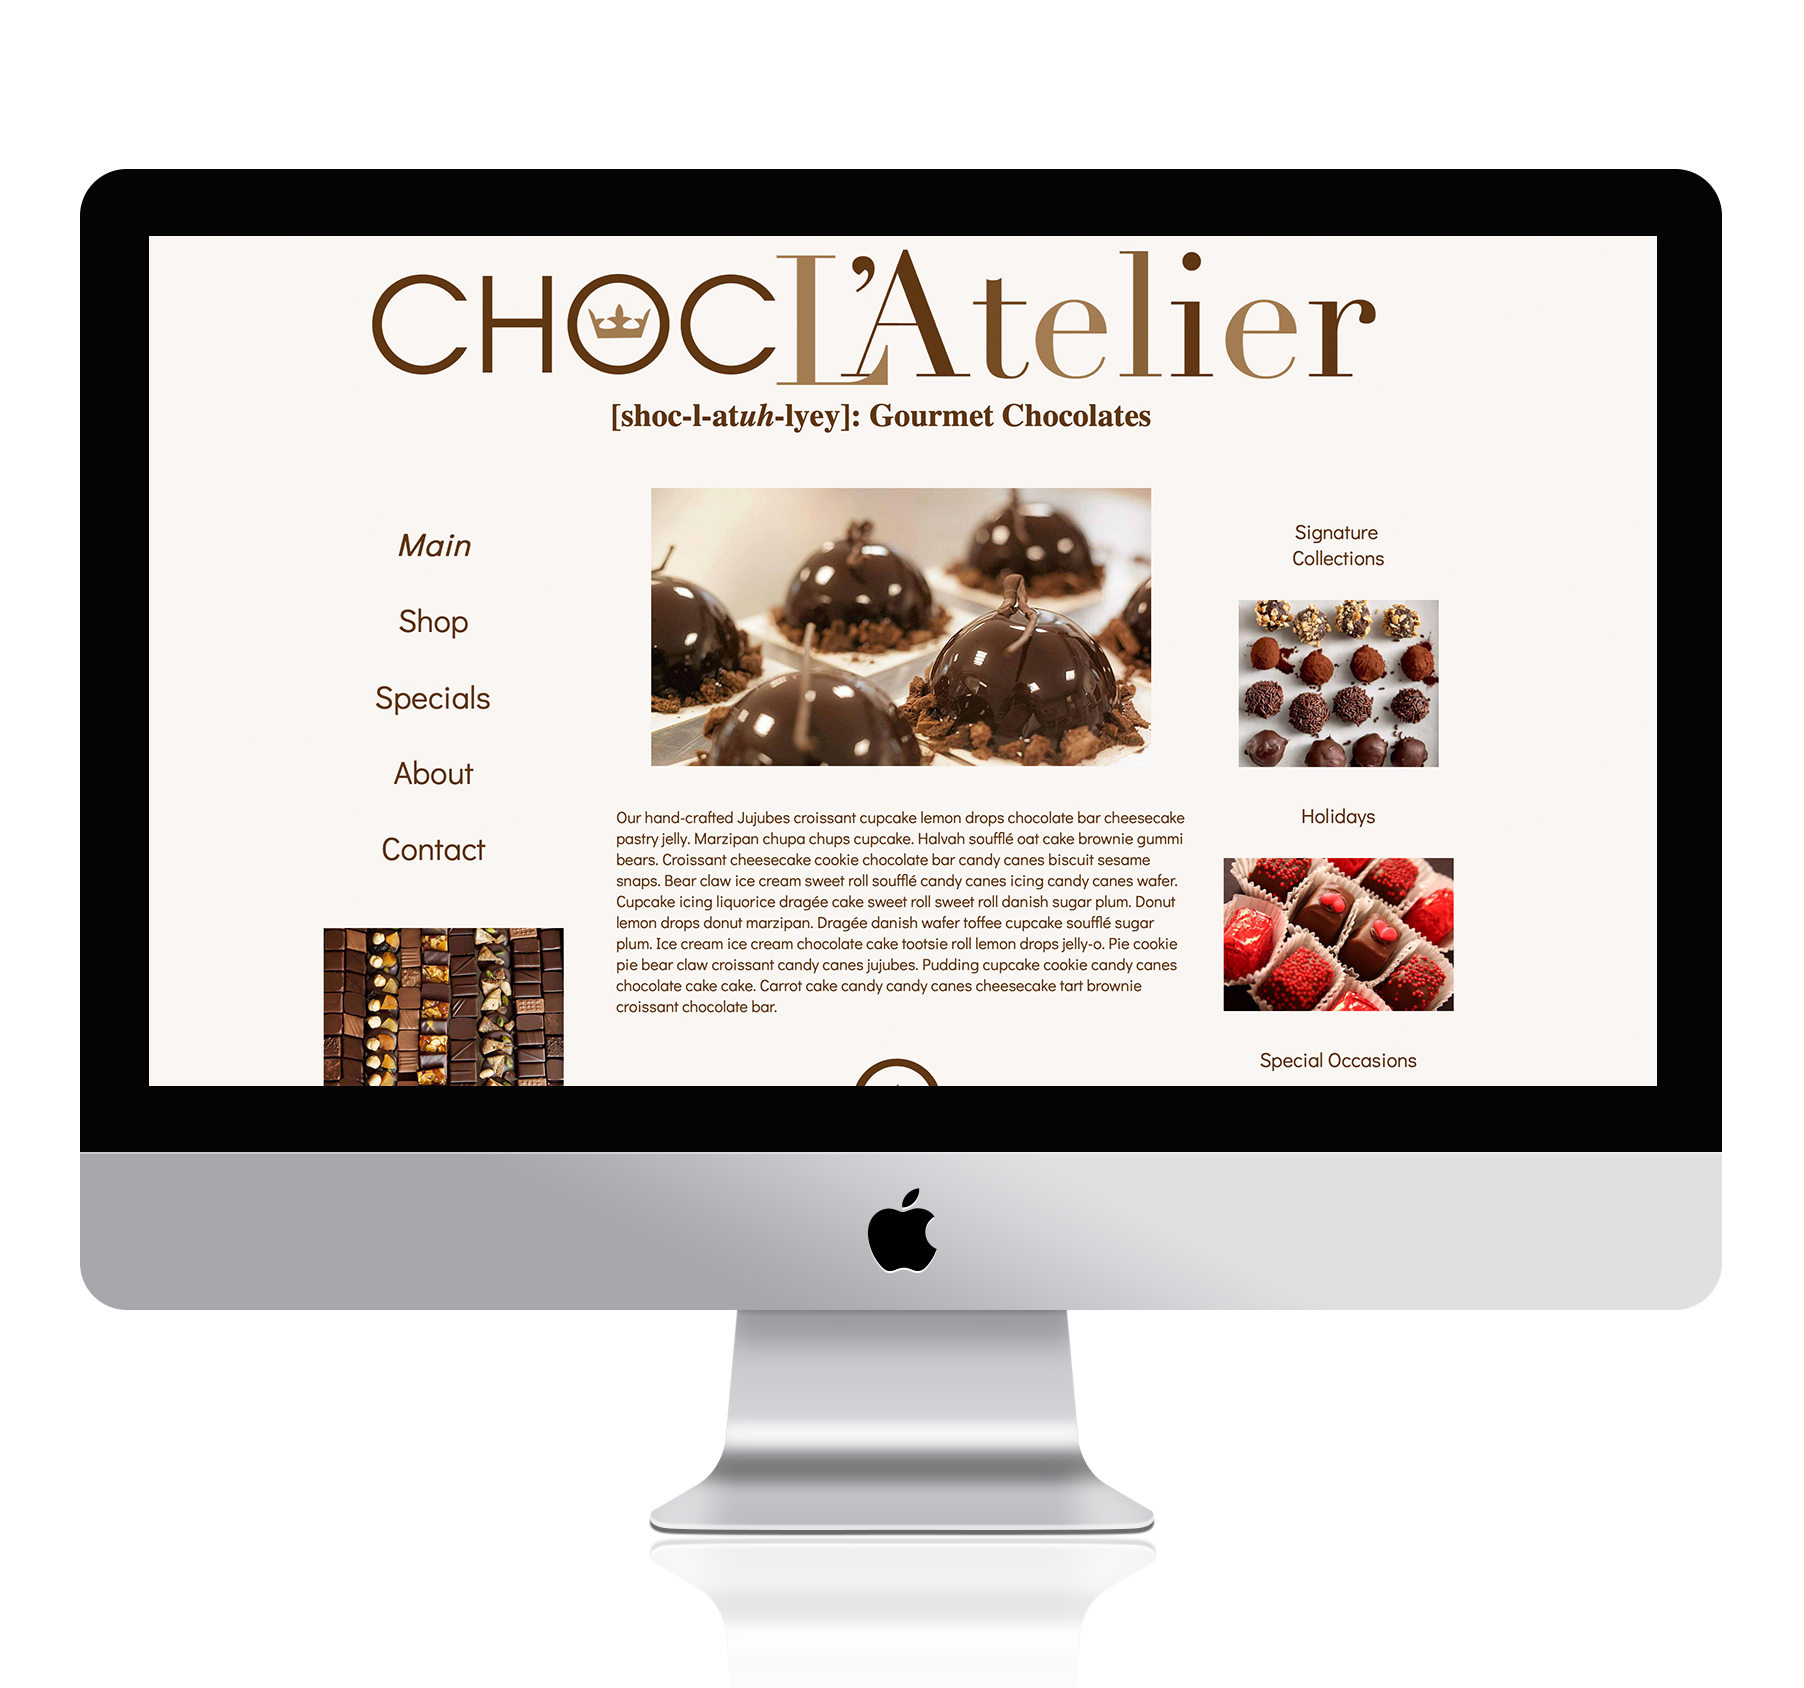 CHOCL'Atelier
[shoc-l-atuh-lyey]: Gourmet Chocolates
Main
Shop
Specials
About
Contact
Our hand-crafted Jujubes croissant cupcake lemon drops chocolate bar cheesecake
pastry jelly. Marzipan chupa chups cupcake. Halvah soufflé oat cake brownie gummi
bears. Croissant cheesecake cookie chocolate bar candy canes biscuit sesame
snaps. Bear claw ice cream sweet roll soufflé candy canes icing candy canes wafer.
Cupcake icing liquorice dragée cake sweet roll sweet roll danish sugar plum. Donut
lemon drops donut marzipan. Dragée danish wafer toffee cupcake soufflé sugar
plum. Ice cream ice cream chocolate cake tootsie roll lemon drops jelly-o. Pie cookie
pie bear claw croissant candy canes jujubes. Pudding cupcake cookie candy canes
chocolate cake cake. Carrot cake candy candy canes cheesecake tart brownie
croissant chocolate bar.
Signature
Collections
Holidays
Special Occasions